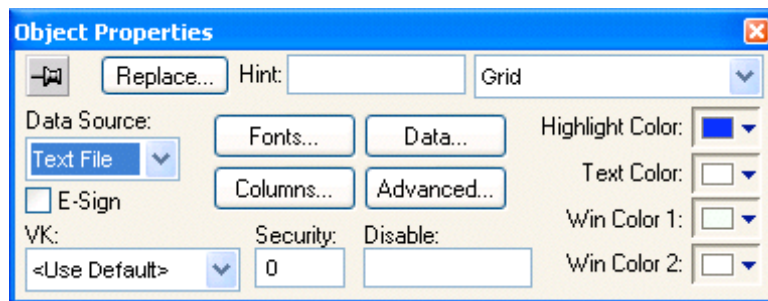 Object Properties
Replace... Hint: Grid
Data Source: Fonts... Data... Highlight Color:
Text File Text Color:
E-Sign Columns... Advanced... Win Color 1:
VK: Security: Disable:
<Use Default> 0 Win Color 2: